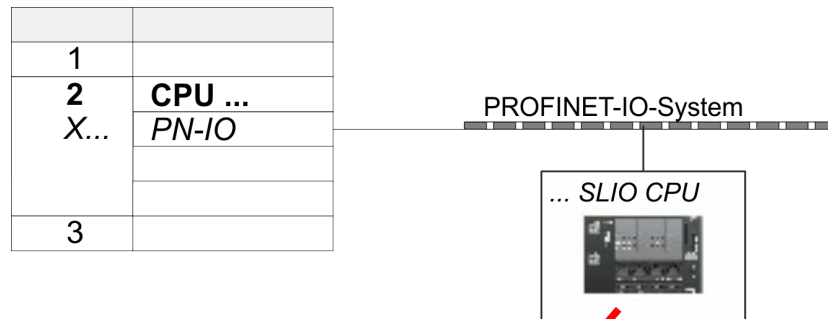 1
2 CPU ...
X... PN-IO
3
PROFINET-IO-System
... SLIO CPU